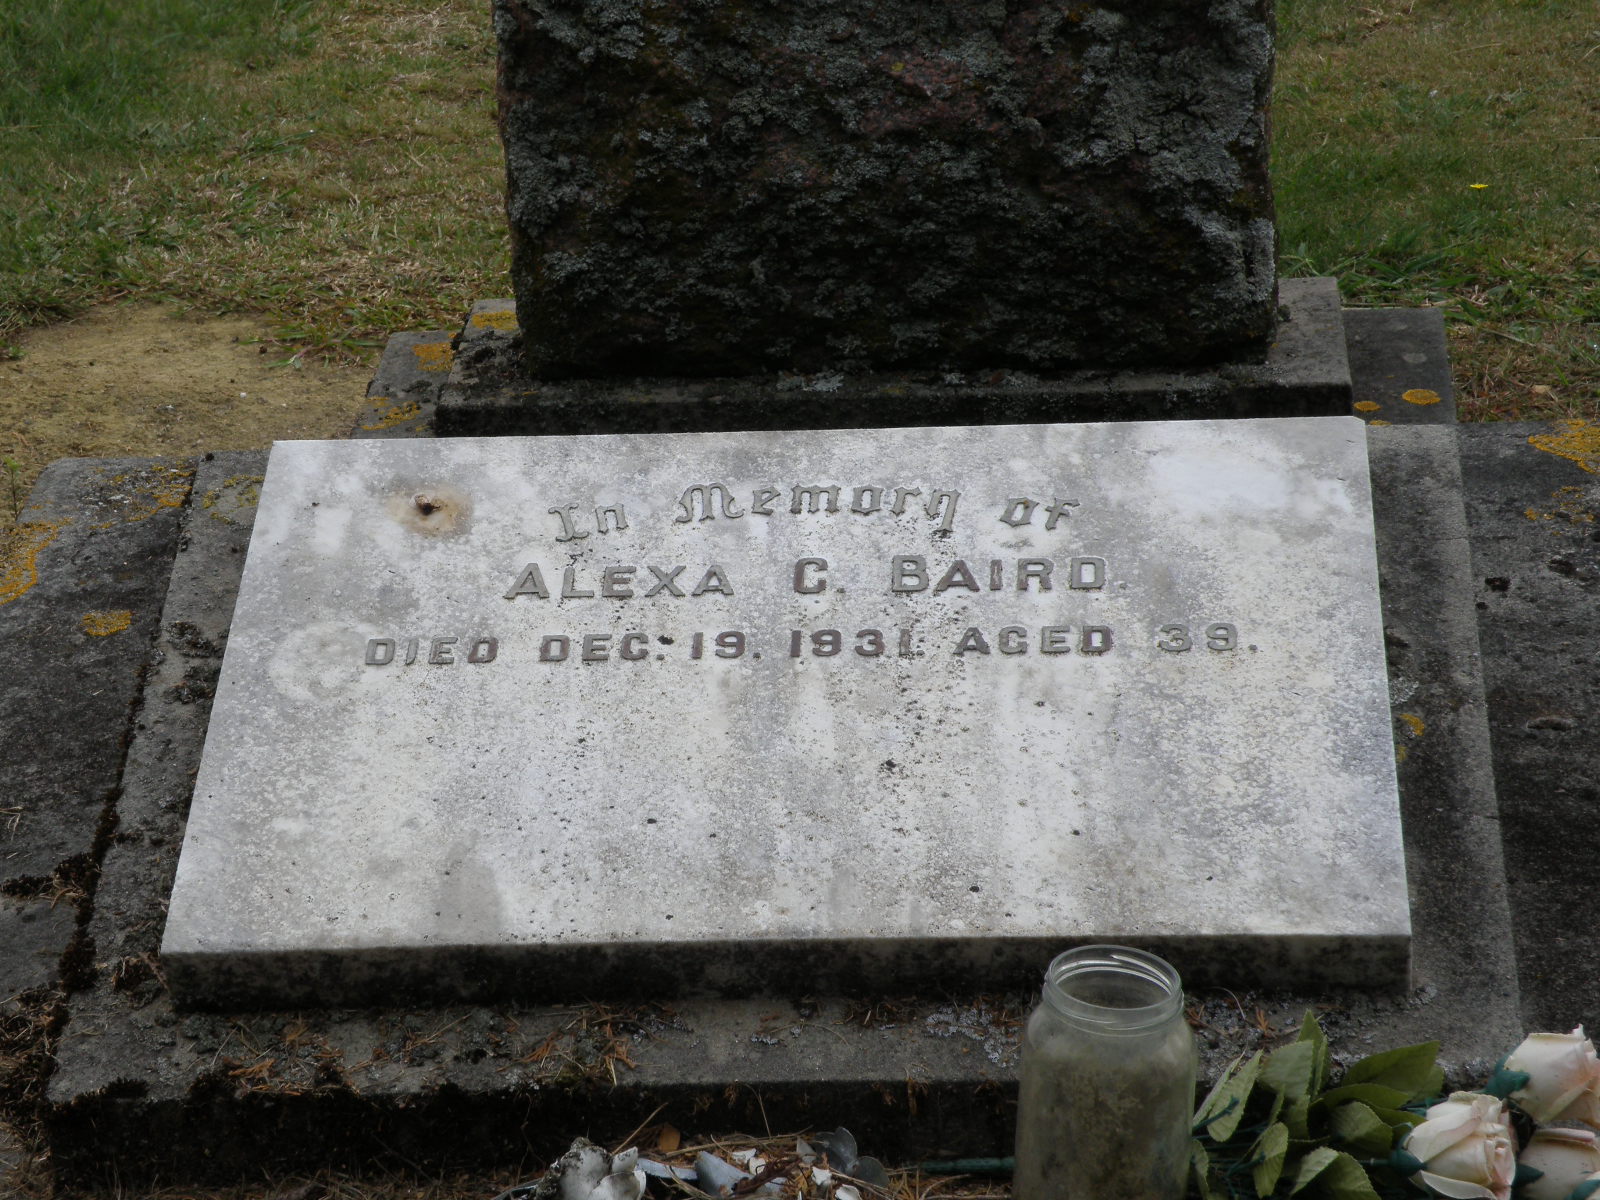 In Memory of
ALEXA C. BAIRD
DIED DEC. 19. 1931. AGED 39.